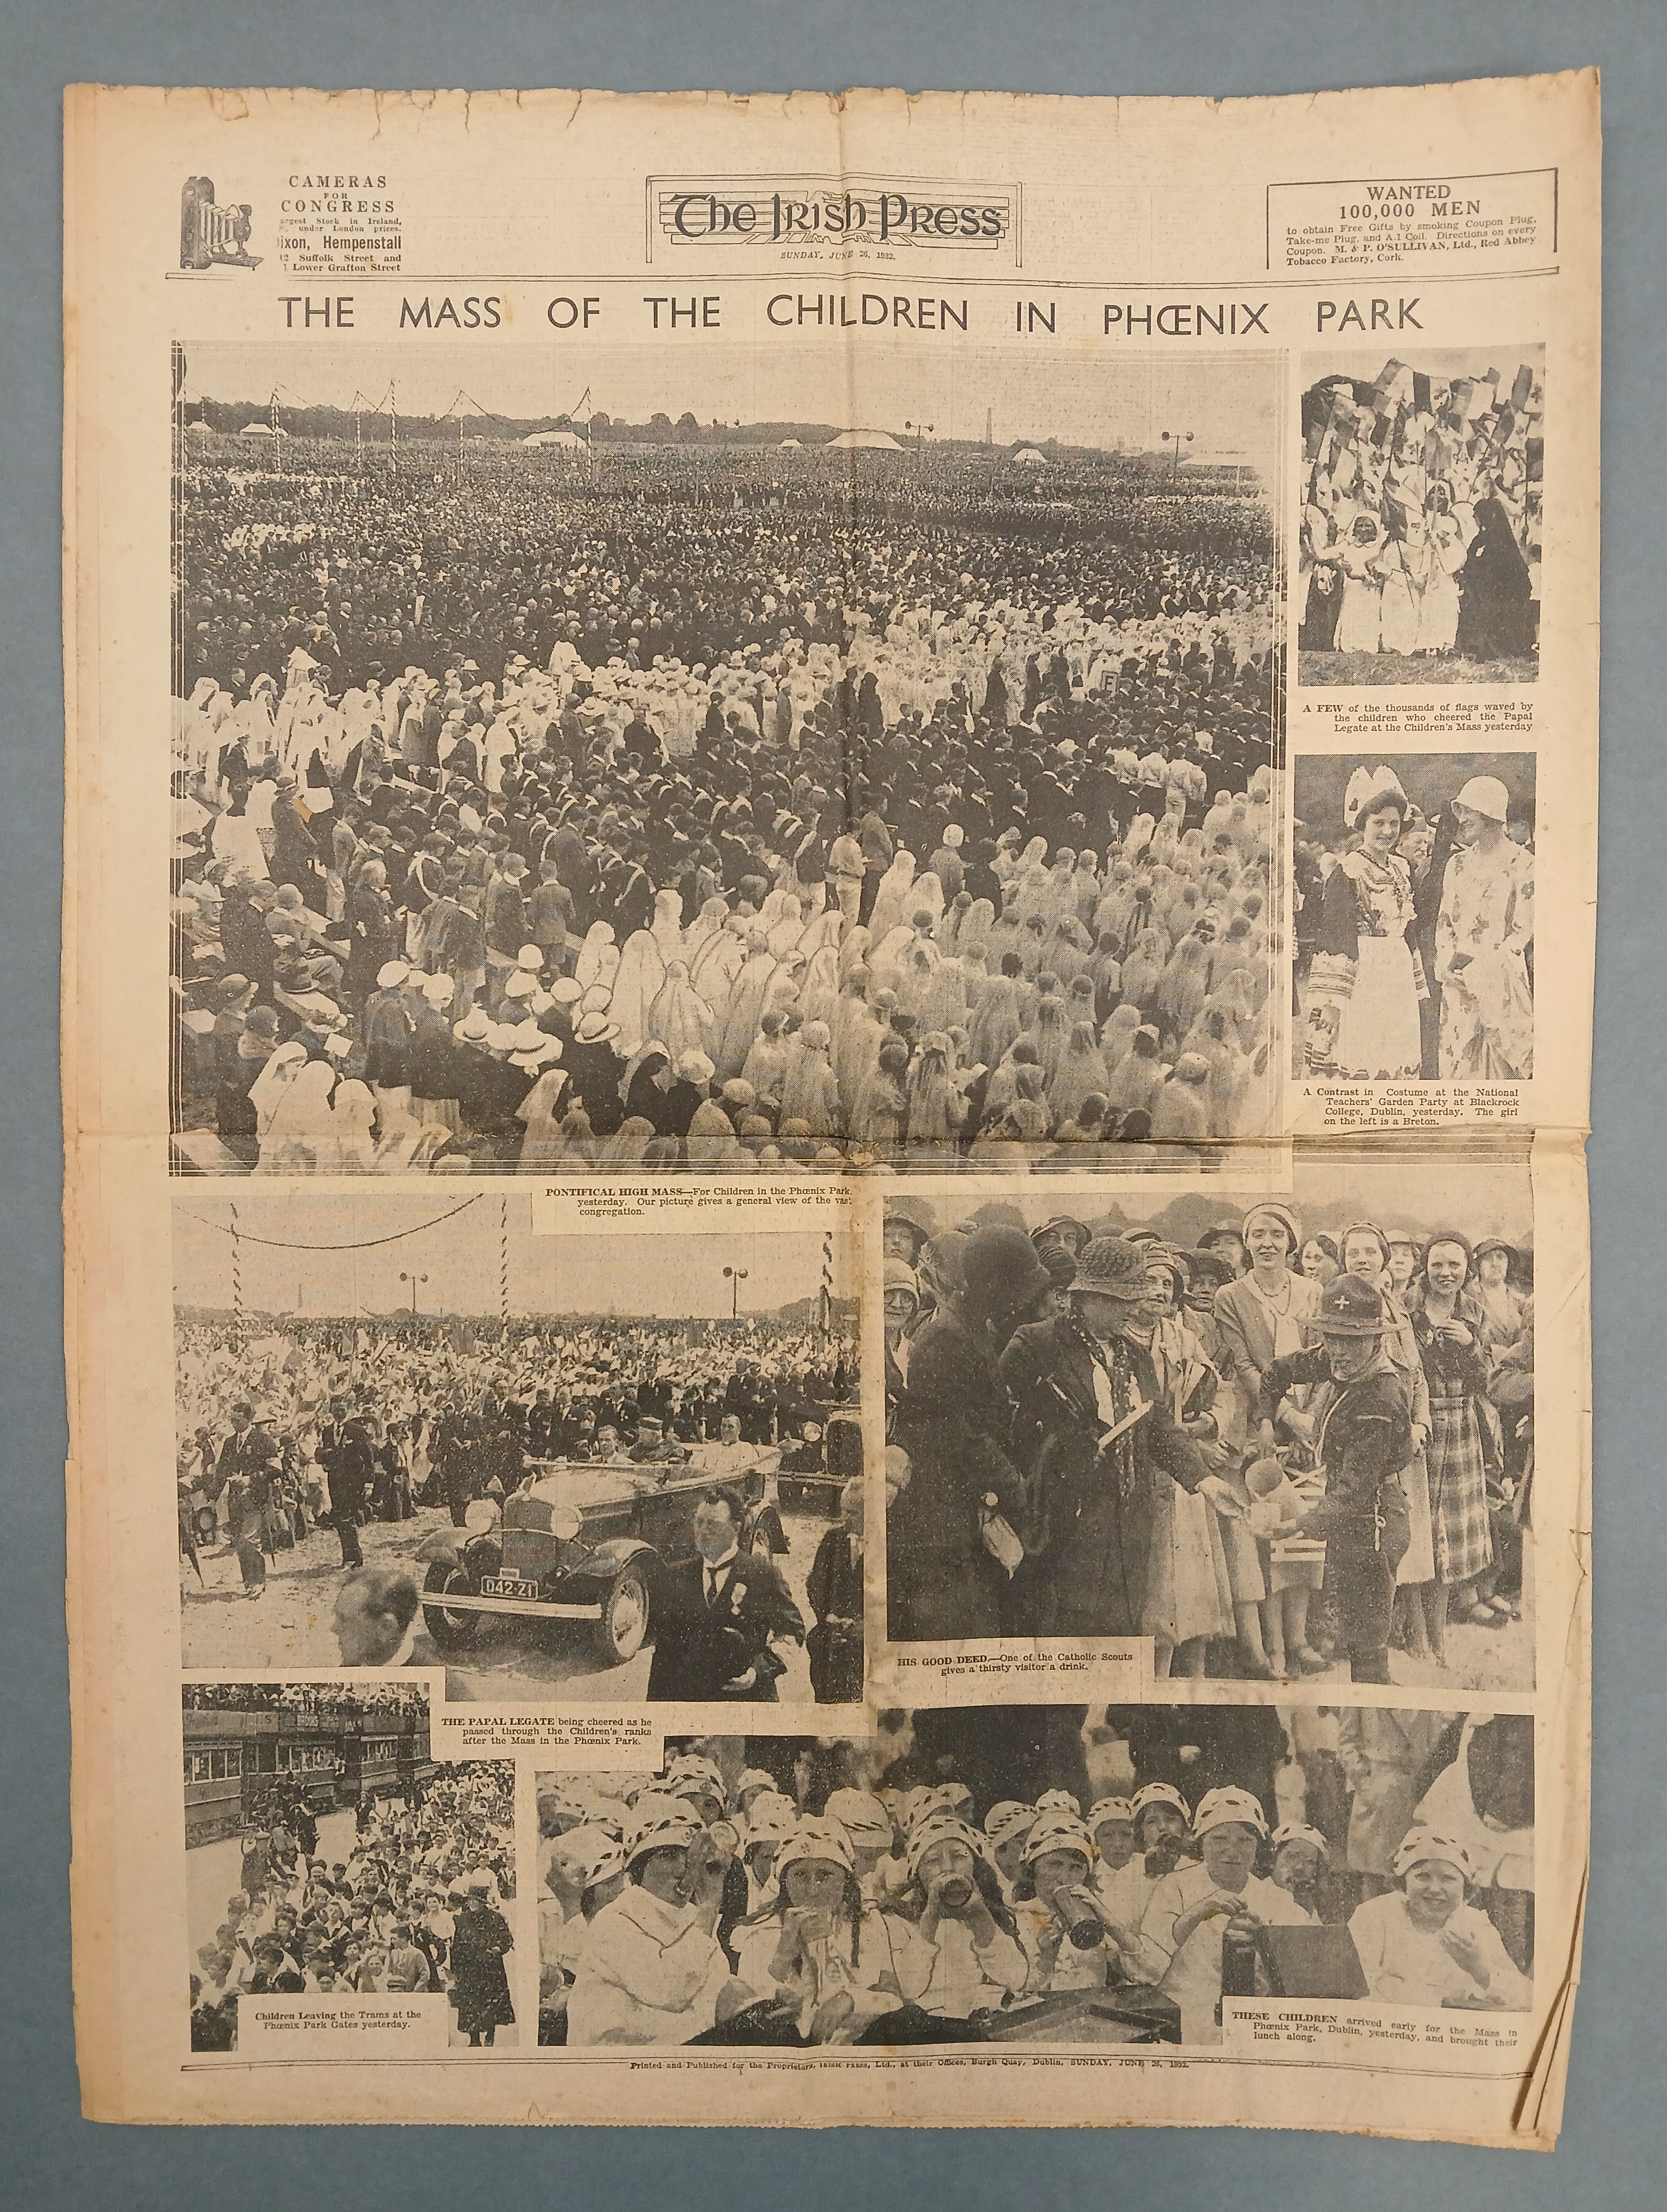 CAMERAS
FOR
CONGRESS
argest Stock in Ireland,
under London prices.
ixon, Hempenstall
12 Suffolk Street and
1 Lower Grafton Street
The Irish Press
SUNDAY, JUNE 26, 1932.
WANTED
100,000 MEN
to obtain Free Gifts by smoking Coupon Plug,
Take-me Plug, and A.1 Coil. Directions on every
Coupon. M. & P. O'SULLIVAN, Ltd., Red Abbey
Tobacco Factory, Cork.
THE MASS OF THE CHILDREN IN PHŒNIX PARK
A FEW of the thousands of flags waved by
the children who cheered the Papal
Legate at the Children's Mass yesterday
E
A Contrast in Costume at the National
Teachers' Garden Party at Blackrock
College, Dublin, yesterday. The girl
on the left is a Breton.
PONTIFICAL HIGH MASS—For Children in the Phœnix Park,
yesterday. Our picture gives a general view of the vast
congregation.
042·ZI
HIS GOOD DEED.—One of the Catholic Scouts
gives a thirsty visitor a drink.
THE PAPAL LEGATE being cheered as he
passed through the Children's ranks
after the Mass in the Phœnix Park.
Children Leaving the Trams at the
Phœnix Park Gates yesterday.
THESE CHILDREN arrived early for the Mass in
Phœnix Park, Dublin, yesterday, and brought their
lunch along.
Printed and Published for the Proprietors, IRISH PRESS, Ltd., at their Offices, Burgh Quay, Dublin, SUNDAY, JUNE 26, 1932.